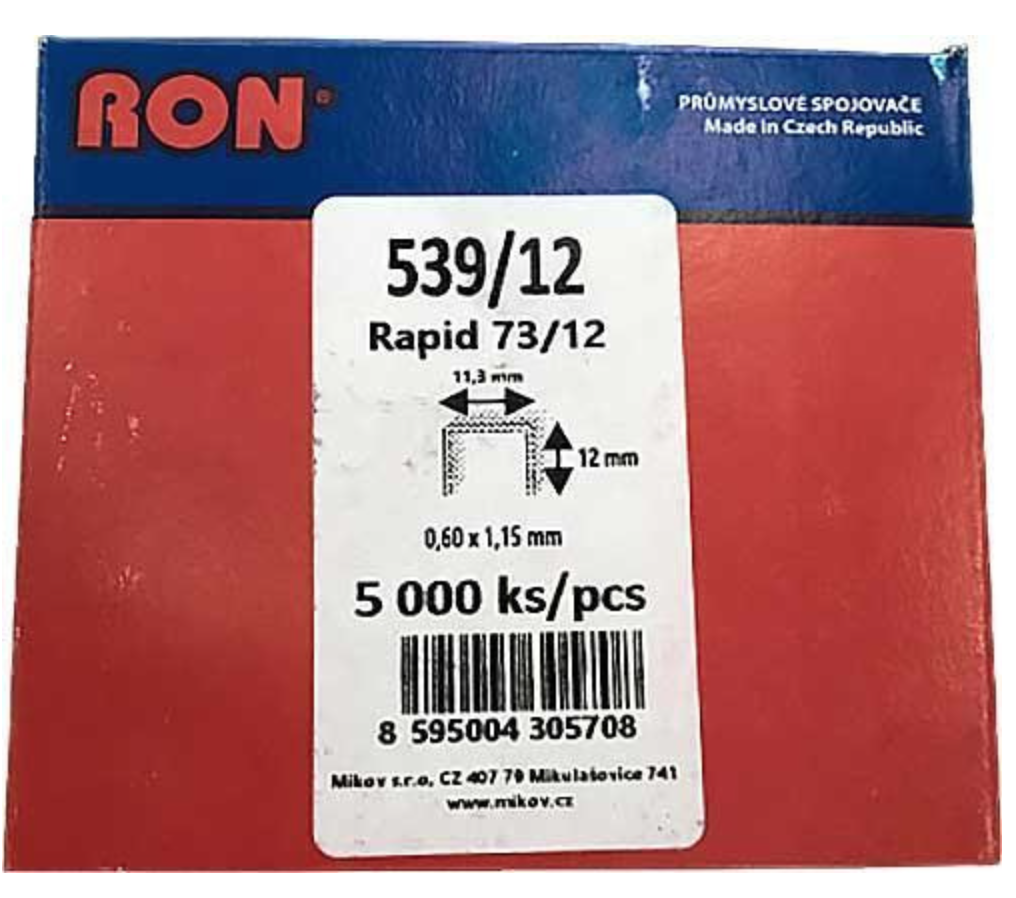 RON®
PRŮMYSLOVÉ SPOJOVAČE
Made in Czech Republic
539/12
Rapid 73/12
11,3 mm
12 mm
0,60 x 1,15 mm
5 000 ks/pcs
8 595004 305708
Mikov s.r.o, CZ 407 79 Mikulášovice 741
www.mikov.cz